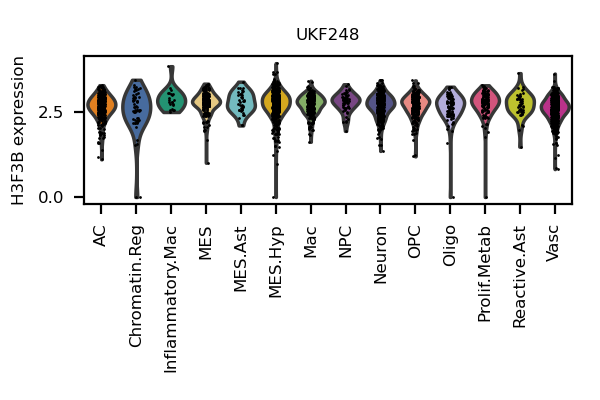 UKF248
H3F3B expression
2.5
0.0
AC
Chromatin.Reg
Inflammatory.Mac
MES
MES.Ast
MES.Hyp
Mac
NPC
Neuron
OPC
Oligo
Prolif.Metab
Reactive.Ast
Vasc